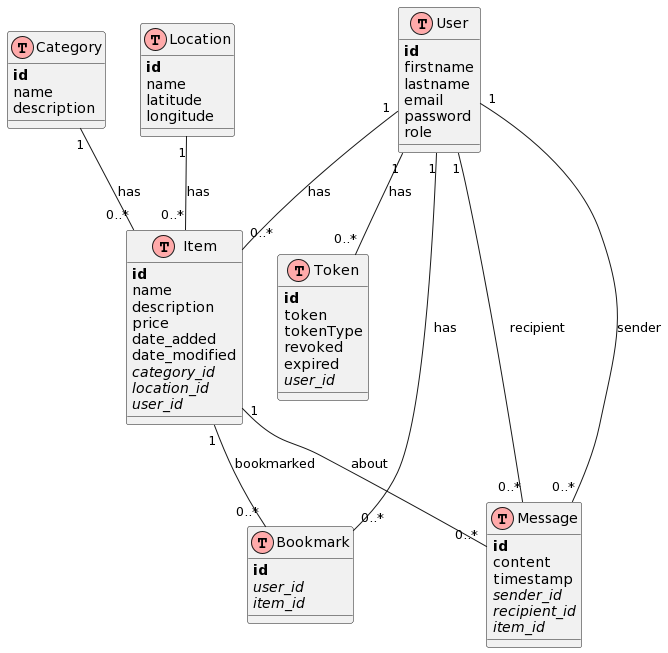 T Category
id
name
description
T Location
id
name
latitude
longitude
T User
id
firstname
lastname
email
password
role
1
has
0..*
1
has
0..*
1
has
0..*
1
has
0..*
1
has
0..*
1
recipient
0..*
1
sender
0..*
T Item
id
name
description
price
date_added
date_modified
category_id
location_id
user_id
T Token
id
token
tokenType
revoked
expired
user_id
1
bookmarked
0..*
1
about
0..*
T Bookmark
id
user_id
item_id
T Message
id
content
timestamp
sender_id
recipient_id
item_id